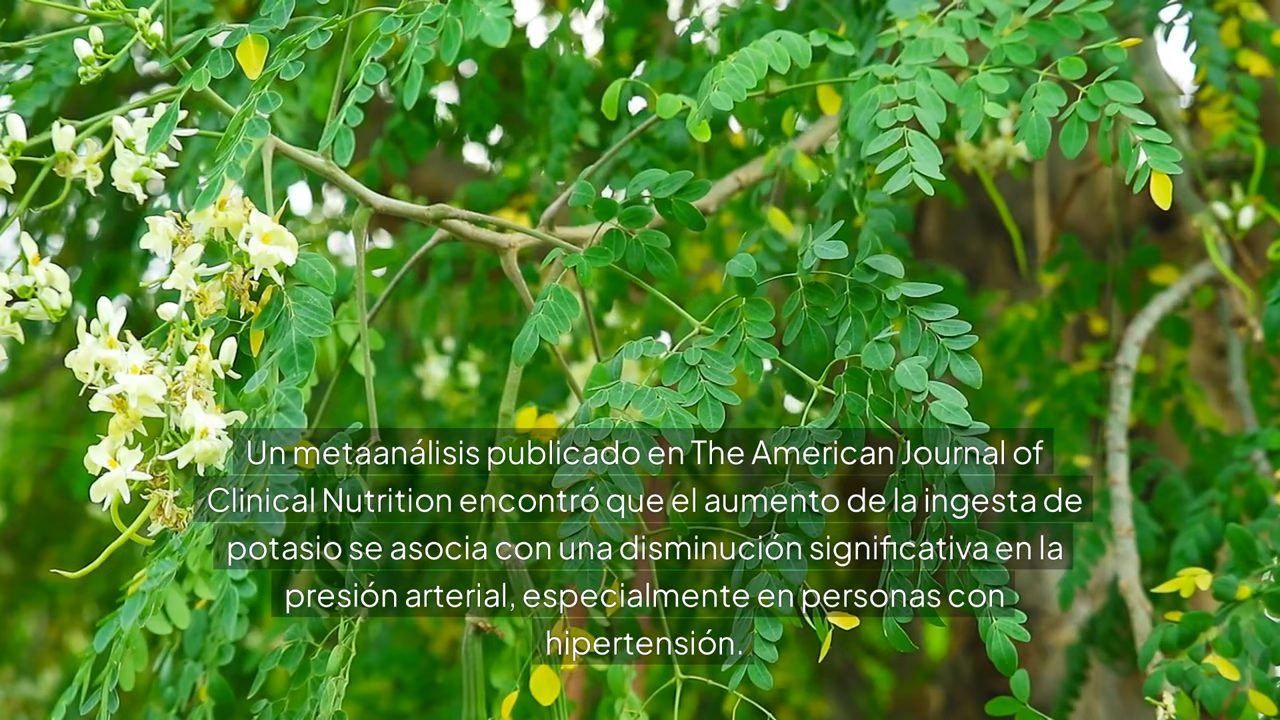 Un metaanálisis publicado en The American Journal of
Clinical Nutrition encontró que el aumento de la ingesta de
potasio se asocia con una disminución significativa en la
presión arterial, especialmente en personas con
hipertensión.